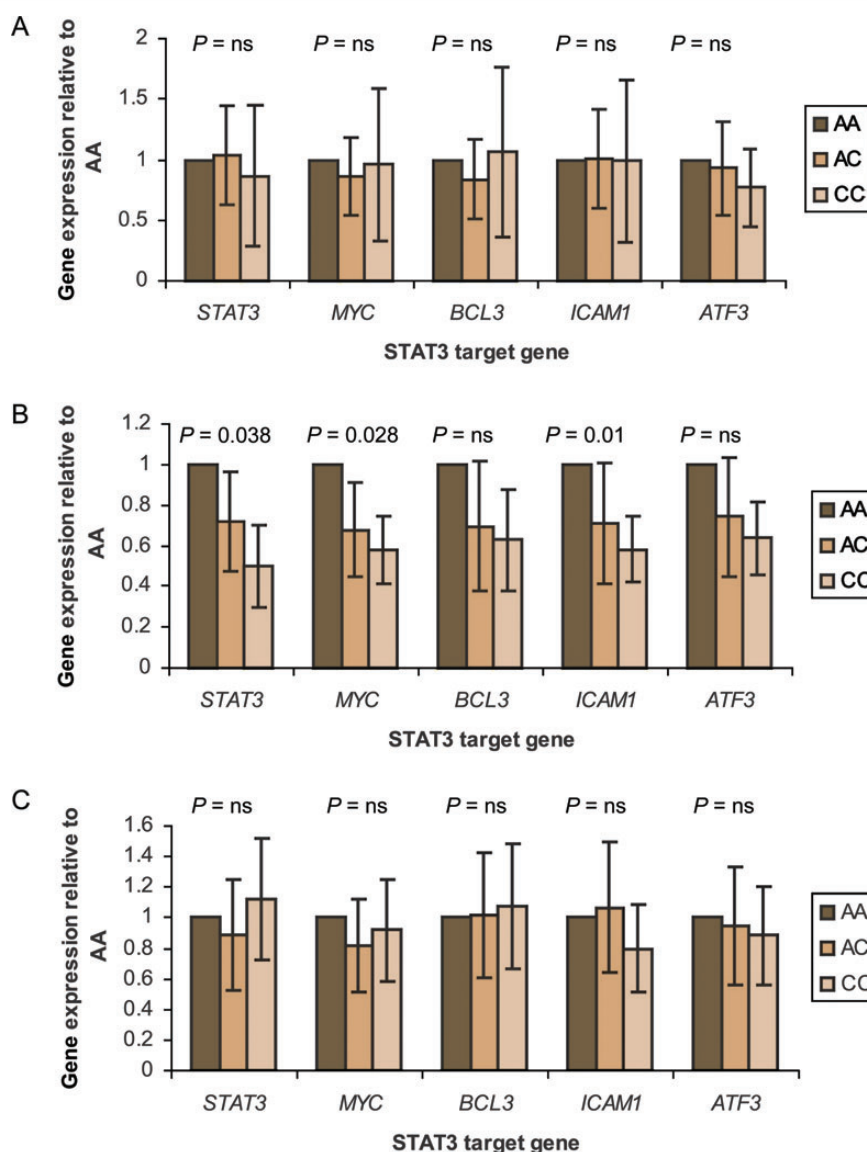 A
P = ns P = ns P = ns P = ns P = ns
Gene expression relative to
AA
2
1.5
1
0.5
0
STAT3 MYC BCL3 ICAM1 ATF3
STAT3 target gene
AA
AC
CC
B
P = 0.038 P = 0.028 P = ns P = 0.01 P = ns
Gene expression relative to
AA
1.2
1
0.8
0.6
0.4
0.2
0
STAT3 MYC BCL3 ICAM1 ATF3
STAT3 target gene
AA
AC
CC
C
P = ns P = ns P = ns P = ns P = ns
Gene expression relative to
AA
1.6
1.4
1.2
1
0.8
0.6
0.4
0.2
0
STAT3 MYC BCL3 ICAM1 ATF3
STAT3 target gene
AA
AC
CC